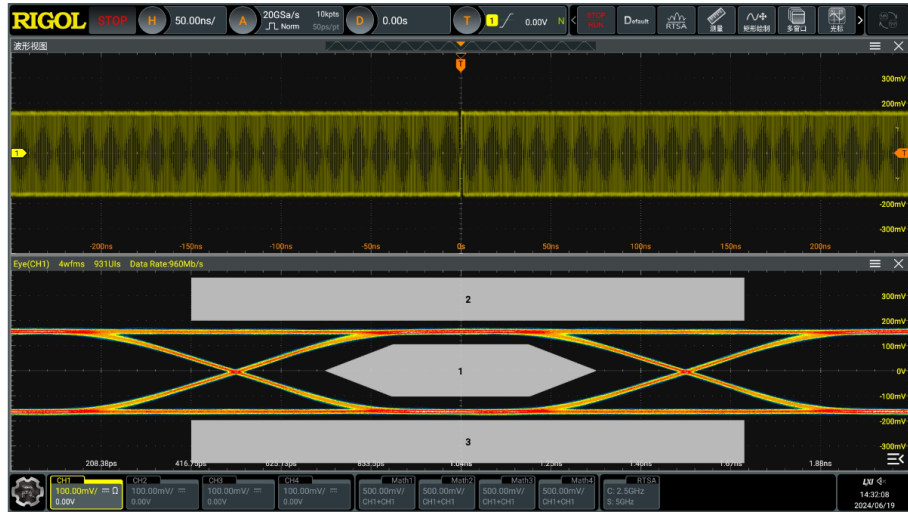 RIGOL STOP H 50.00ns/ A 20GSa/s 10kpts Norm 50ps/pt D 0.00s T 1 0.00V N STOP RUN Default RTSA 测量 矩形绘制 多窗口 光标
波形视图
T
300mV
200mV
1 T
-200mV
-300mV
-200ns -150ns -100ns -50ns 0s 50ns 100ns 150ns 200ns
Eye(CH1) 4wfms 931UIs Data Rate:960Mb/s
2 300mV
200mV
100mV
1 0V
-100mV
-200mV
3 -300mV
208.38ps 416.75ps 625.13ps 833.5ps 1.04ns 1.25ns 1.46ns 1.67ns 1.88ns
CH1 CH2 CH3 CH4 Math1 Math2 Math3 Math4 RTSA LXI
100.00mV/ Ω 100.00mV/ 100.00mV/ 100.00mV/ 500.00mV/ 500.00mV/ 500.00mV/ 500.00mV/ C: 2.5GHz 14:32:08
0.00V 0.00V 0.00V 0.00V CH1+CH1 CH1+CH1 CH1+CH1 CH1+CH1 S: 5GHz 2024/06/19